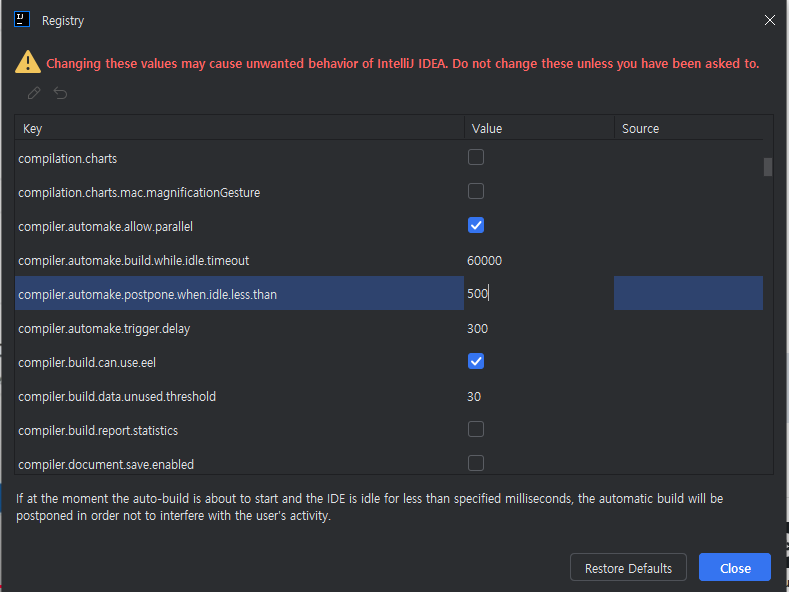 IJ
Registry
Changing these values may cause unwanted behavior of IntelliJ IDEA. Do not change these unless you have been asked to.
Key Value Source
compilation.charts
compilation.charts.mac.magnificationGesture
compiler.automake.allow.parallel
compiler.automake.build.while.idle.timeout 60000
compiler.automake.postpone.when.idle.less.than 500
compiler.automake.trigger.delay 300
compiler.build.can.use.eel
compiler.build.data.unused.threshold 30
compiler.build.report.statistics
compiler.document.save.enabled
If at the moment the auto-build is about to start and the IDE is idle for less than specified milliseconds, the automatic build will be
postponed in order not to interfere with the user's activity.
Restore Defaults Close